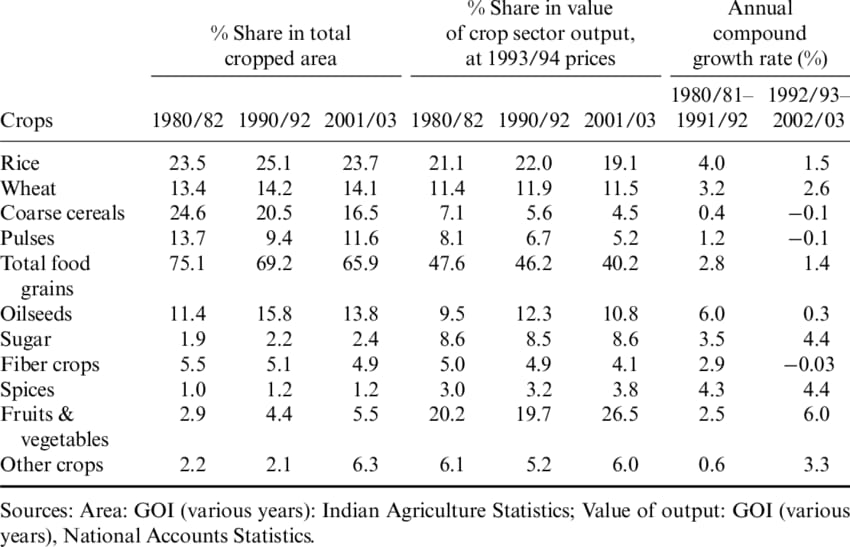 % Share in total % Share in value Annual
cropped area of crop sector output, compound
at 1993/94 prices growth rate (%)
1980/81– 1992/93–
Crops 1980/82 1990/92 2001/03 1980/82 1990/92 2001/03 1991/92 2002/03
Rice 23.5 25.1 23.7 21.1 22.0 19.1 4.0 1.5
Wheat 13.4 14.2 14.1 11.4 11.9 11.5 3.2 2.6
Coarse cereals 24.6 20.5 16.5 7.1 5.6 4.5 0.4 −0.1
Pulses 13.7 9.4 11.6 8.1 6.7 5.2 1.2 −0.1
Total food 75.1 69.2 65.9 47.6 46.2 40.2 2.8 1.4
grains
Oilseeds 11.4 15.8 13.8 9.5 12.3 10.8 6.0 0.3
Sugar 1.9 2.2 2.4 8.6 8.5 8.6 3.5 4.4
Fiber crops 5.5 5.1 4.9 5.0 4.9 4.1 2.9 −0.03
Spices 1.0 1.2 1.2 3.0 3.2 3.8 4.3 4.4
Fruits & 2.9 4.4 5.5 20.2 19.7 26.5 2.5 6.0
vegetables
Other crops 2.2 2.1 6.3 6.1 5.2 6.0 0.6 3.3
Sources: Area: GOI (various years): Indian Agriculture Statistics; Value of output: GOI (various
years), National Accounts Statistics.